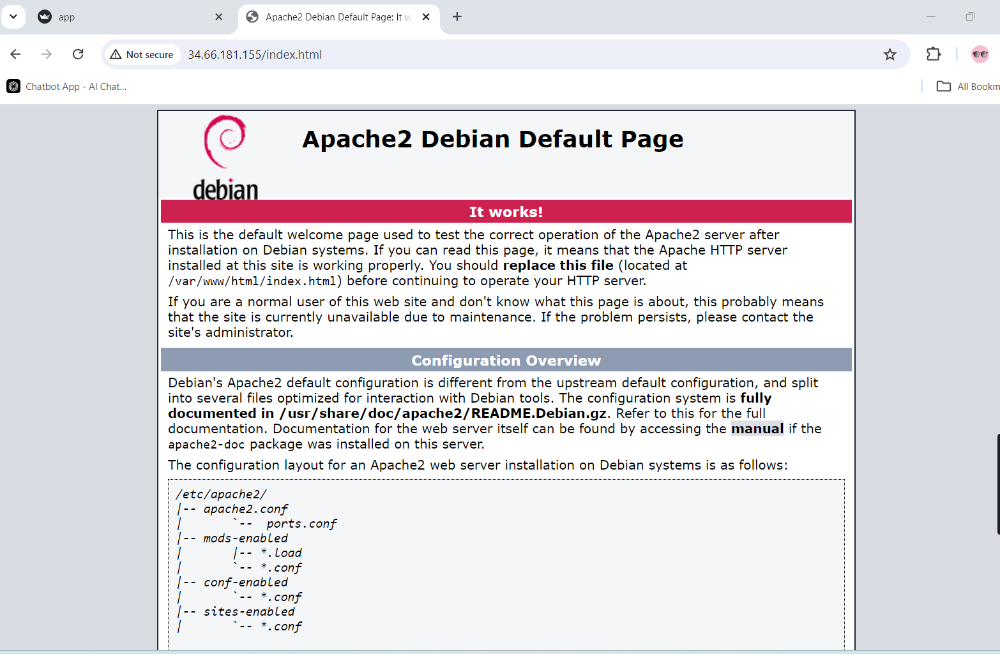 app
Apache2 Debian Default Page: It w
Not secure
34.66.181.155/index.html
Chatbot App - AI Chat...
All Bookm
debian
Apache2 Debian Default Page
It works!
This is the default welcome page used to test the correct operation of the Apache2 server after
installation on Debian systems. If you can read this page, it means that the Apache HTTP server
installed at this site is working properly. You should replace this file (located at
/var/www/html/index.html) before continuing to operate your HTTP server.
If you are a normal user of this web site and don't know what this page is about, this probably means
that the site is currently unavailable due to maintenance. If the problem persists, please contact the
site's administrator.
Configuration Overview
Debian's Apache2 default configuration is different from the upstream default configuration, and split
into several files optimized for interaction with Debian tools. The configuration system is fully
documented in /usr/share/doc/apache2/README.Debian.gz. Refer to this for the full
documentation. Documentation for the web server itself can be found by accessing the manual if the
apache2-doc package was installed on this server.
The configuration layout for an Apache2 web server installation on Debian systems is as follows:
/etc/apache2/
|-- apache2.conf
|       `--  ports.conf
|-- mods-enabled
|       |-- *.load
|       `-- *.conf
|-- conf-enabled
|       `-- *.conf
|-- sites-enabled
|       `-- *.conf